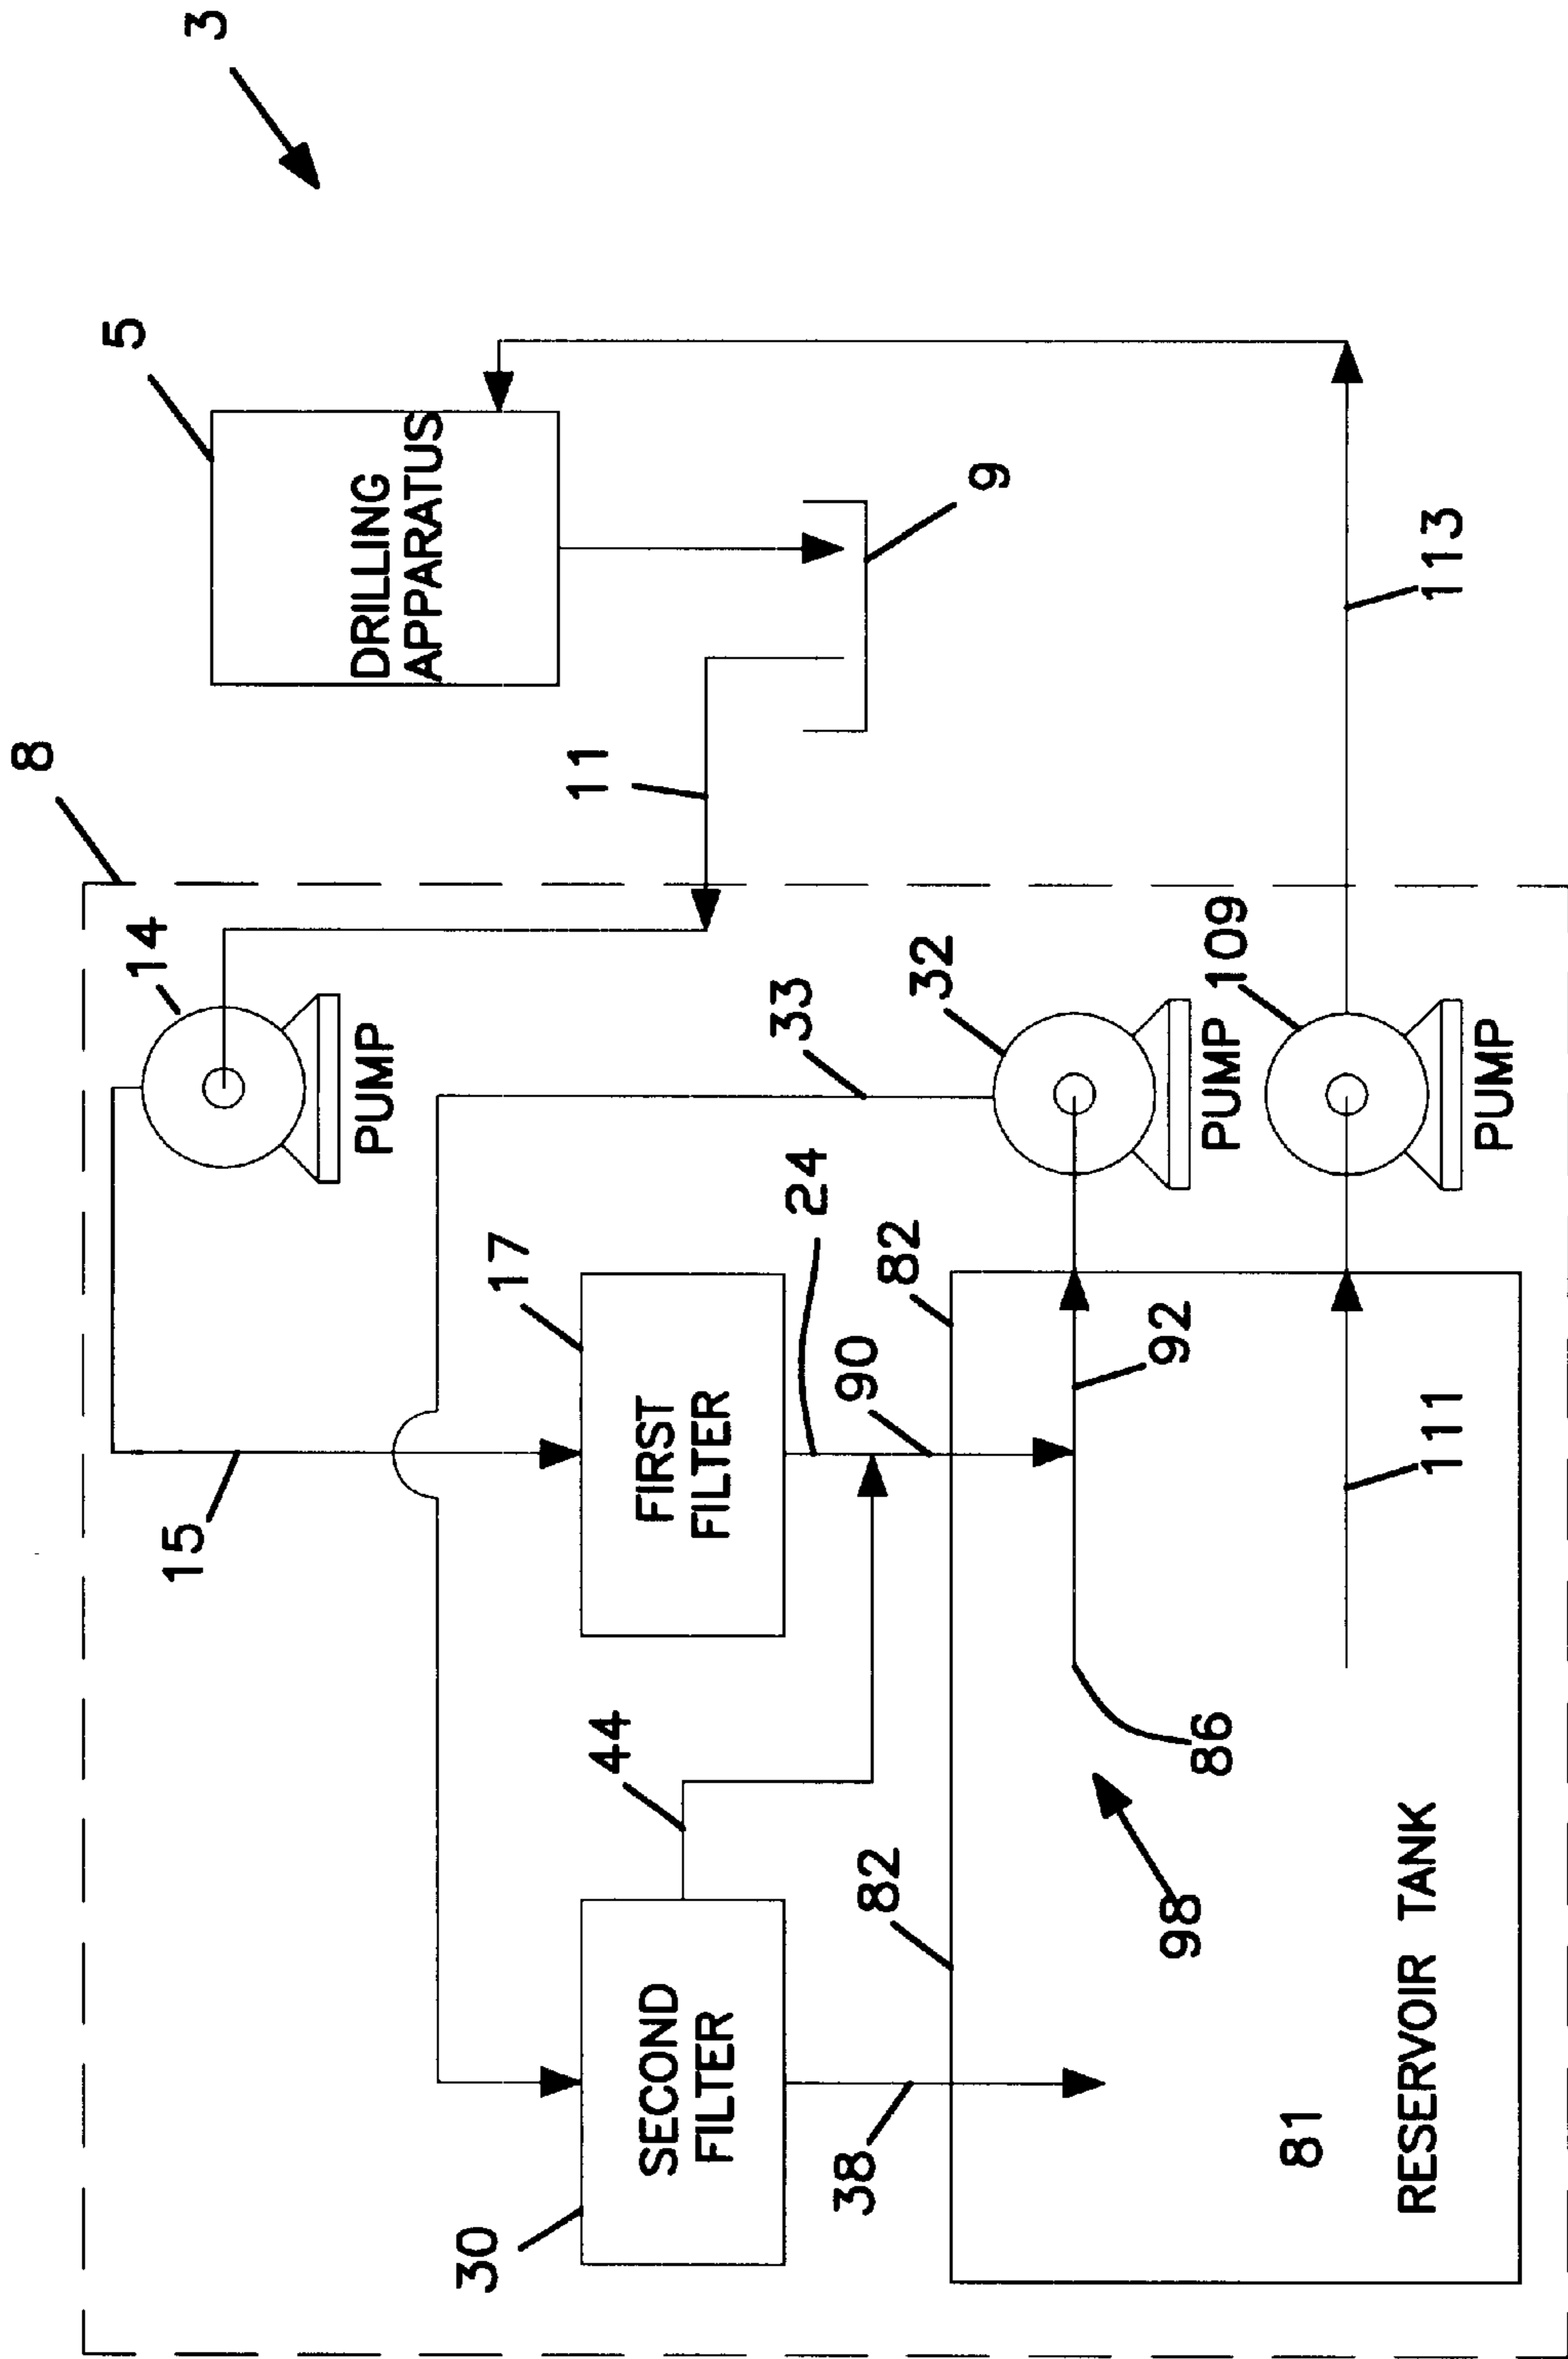 3
5
DRILLING
APPARATUS
8
9
11
14
PUMP
15
17
FIRST
FILTER
33
24
90
32
PUMP
82
92
109
PUMP
113
30
SECOND
FILTER
44
38
82
86
98
111
81
RESERVOIR TANK